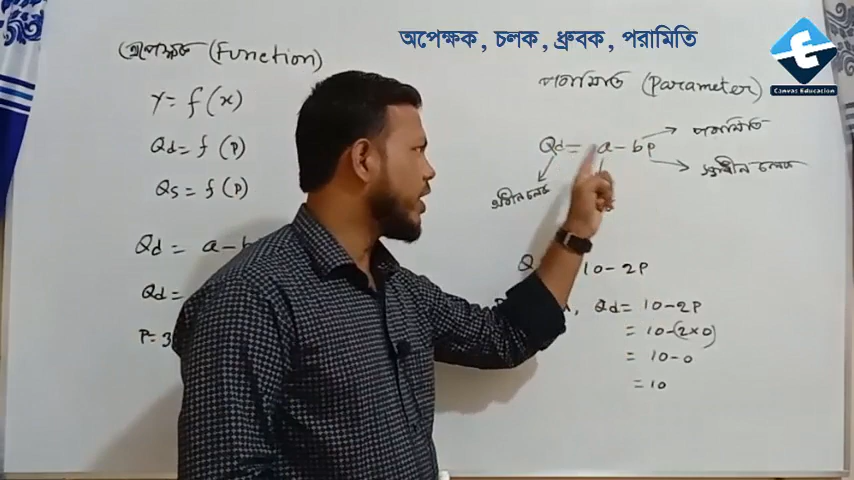 অপেক্ষক, চলক, ধ্রুবক, পরামিতি
Canvas Education
অপেক্ষক (Function)
Y = f(x)
Qd = f (P)
Qs = f (P)
Qd = a - b
Qd =
P = 3
পরামিতি (Parameter)
Qd = a - bp
পরামিতি
স্বাধীন চলক
অধীন চলক
Q 10 - 2P
Qd = 10 - 2P
= 10 - (2×0)
= 10 - 0
= 10